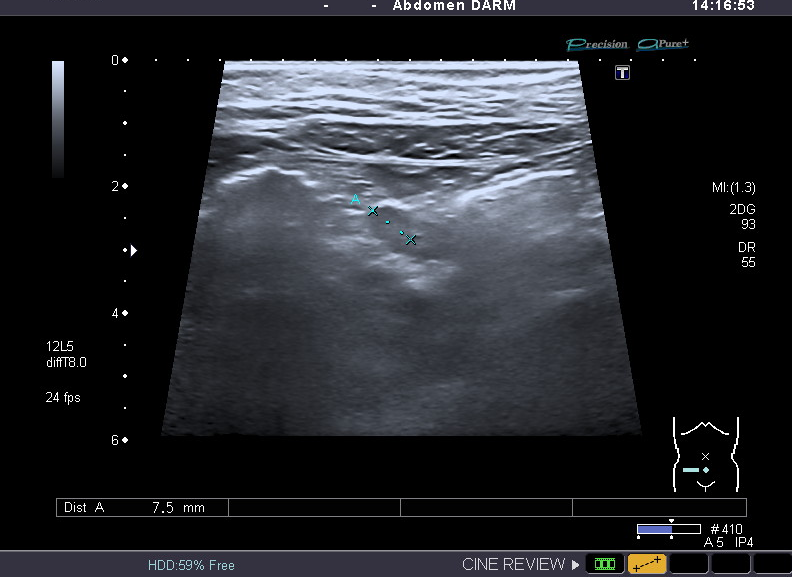 - - Abdomen DARM 14:16:53
Precision APure+
T
0
2
4
6
A
MI:(1.3)
2DG
93
DR
55
12L5
diffT8.0
24 fps
Dist A 7.5 mm
#410
A 5 IP4
HDD:59% Free
CINE REVIEW